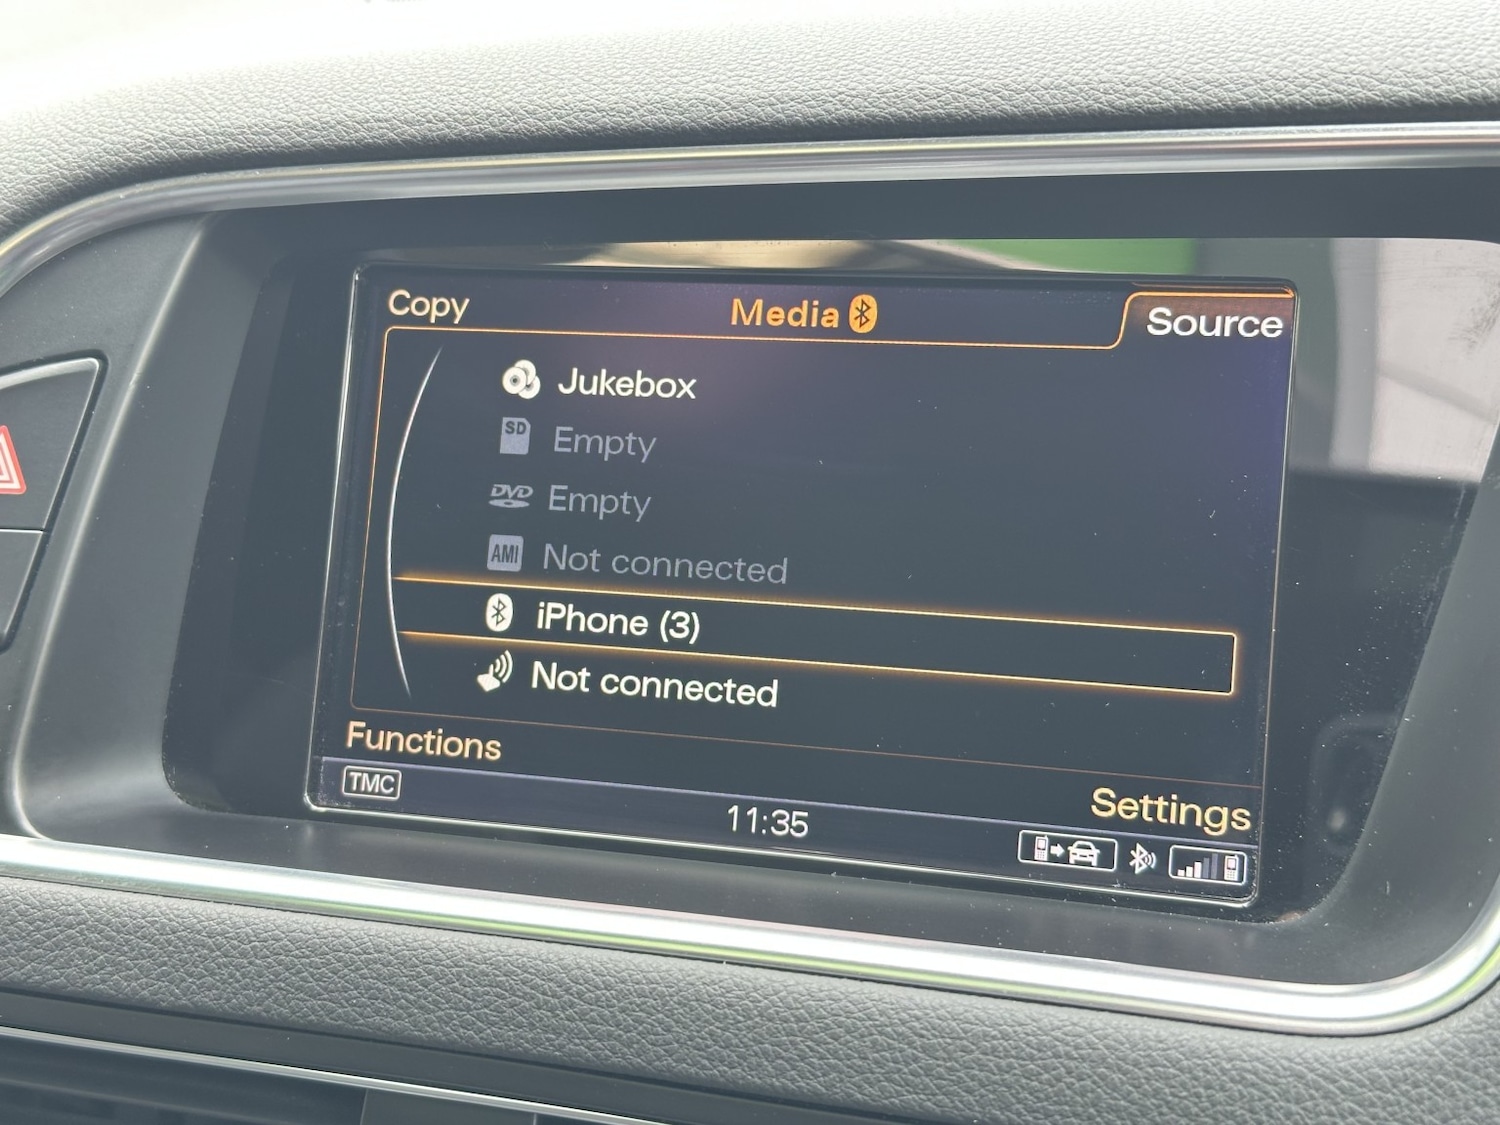 Copy
Media
Source
Jukebox
SD Empty
DVD Empty
AMI Not connected
iPhone (3)
Not connected
Functions
Settings
TMC
11:35